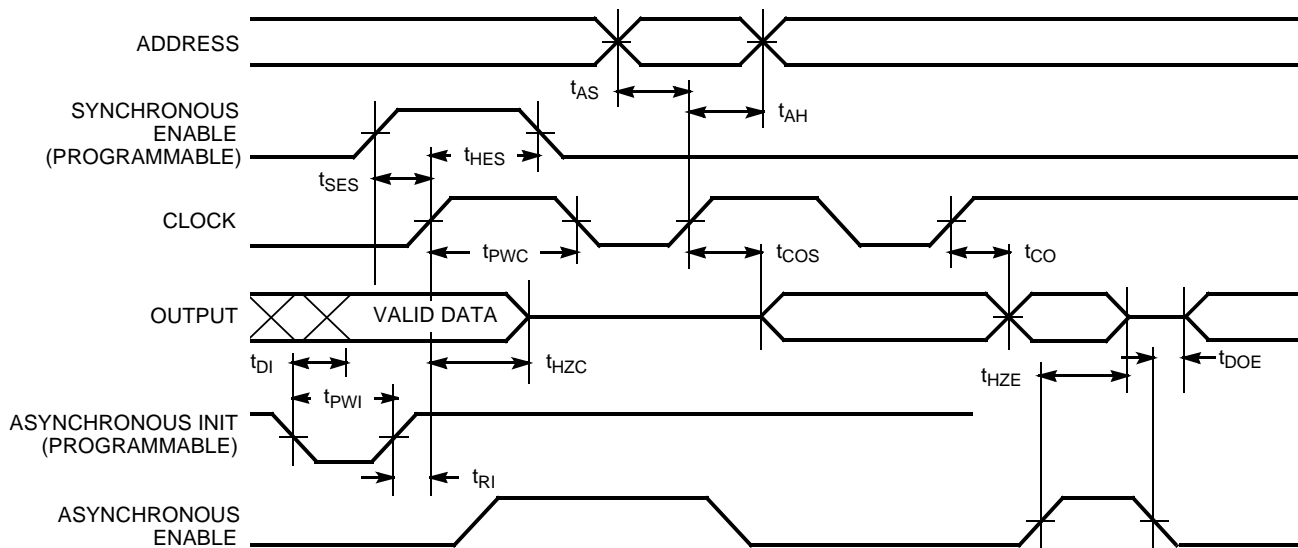 ADDRESS
tAS
tAH
SYNCHRONOUS
ENABLE
(PROGRAMMABLE)
tHES
tSES
CLOCK
tPWC
tCOS
tCO
OUTPUT
VALID DATA
tDI
tHZC
tHZE
tDOE
tPWI
ASYNCHRONOUS INIT
(PROGRAMMABLE)
tRI
ASYNCHRONOUS
ENABLE